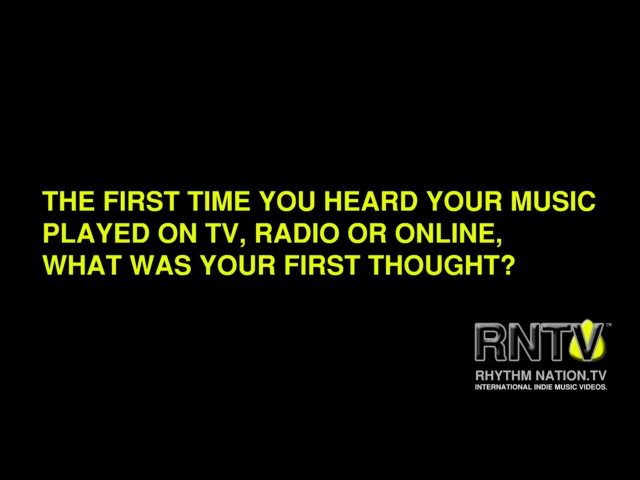 THE FIRST TIME YOU HEARD YOUR MUSIC
PLAYED ON TV, RADIO OR ONLINE,
WHAT WAS YOUR FIRST THOUGHT?
RNTV™
RHYTHM NATION.TV
INTERNATIONAL INDIE MUSIC VIDEOS.